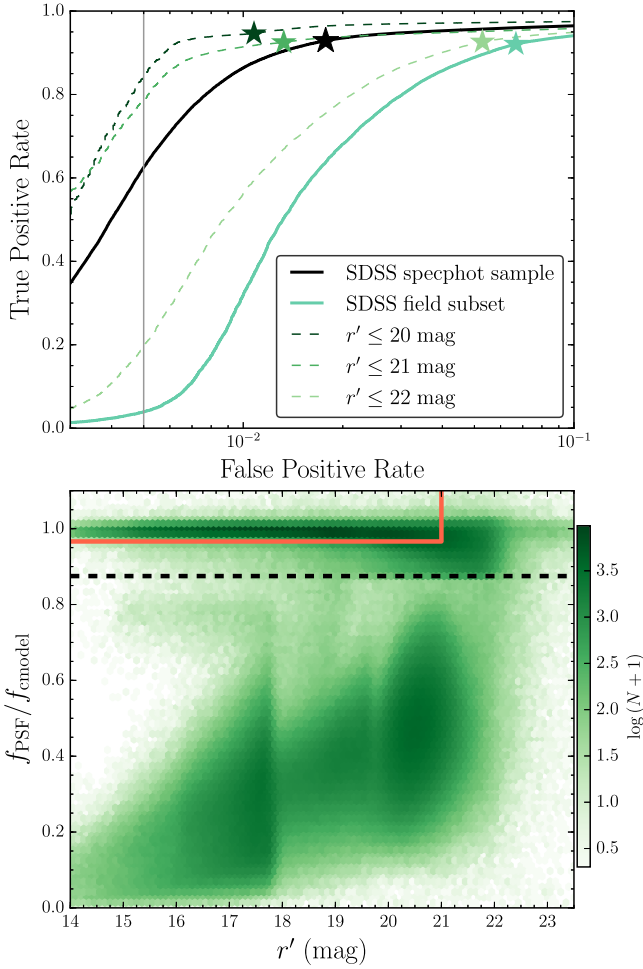 1.0
0.8
0.6
0.4
0.2
0.0
True Positive Rate
SDSS specphot sample
SDSS field subset
r′ ≤ 20 mag
r′ ≤ 21 mag
r′ ≤ 22 mag
10⁻² 10⁻¹
False Positive Rate
1.0
0.8
0.6
0.4
0.2
0.0
f_PSF/f_cmodel
14 15 16 17 18 19 20 21 22 23
r′ (mag)
3.5
3.0
2.5
2.0
1.5
1.0
0.5
log (N + 1)